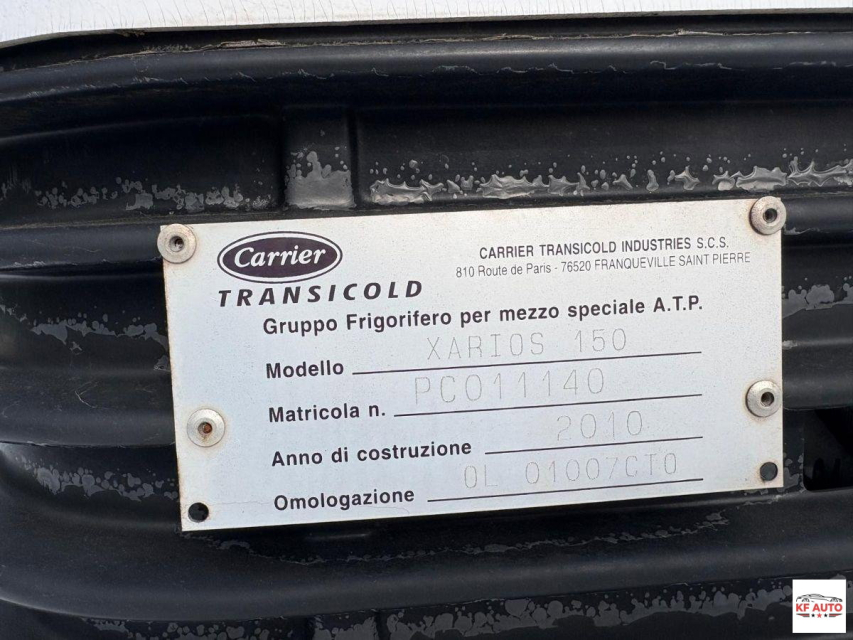 Carrier
TRANSICOLD
CARRIER TRANSICOLD INDUSTRIES S.C.S.
810 Route de Paris - 76520 FRANQUEVILLE SAINT PIERRE
Gruppo Frigorifero per mezzo speciale A.T.P.
Modello XARIOS 150
Matricola n. PC011140
Anno di costruzione 2010
Omologazione 0L 01007CT0
KF AUTO